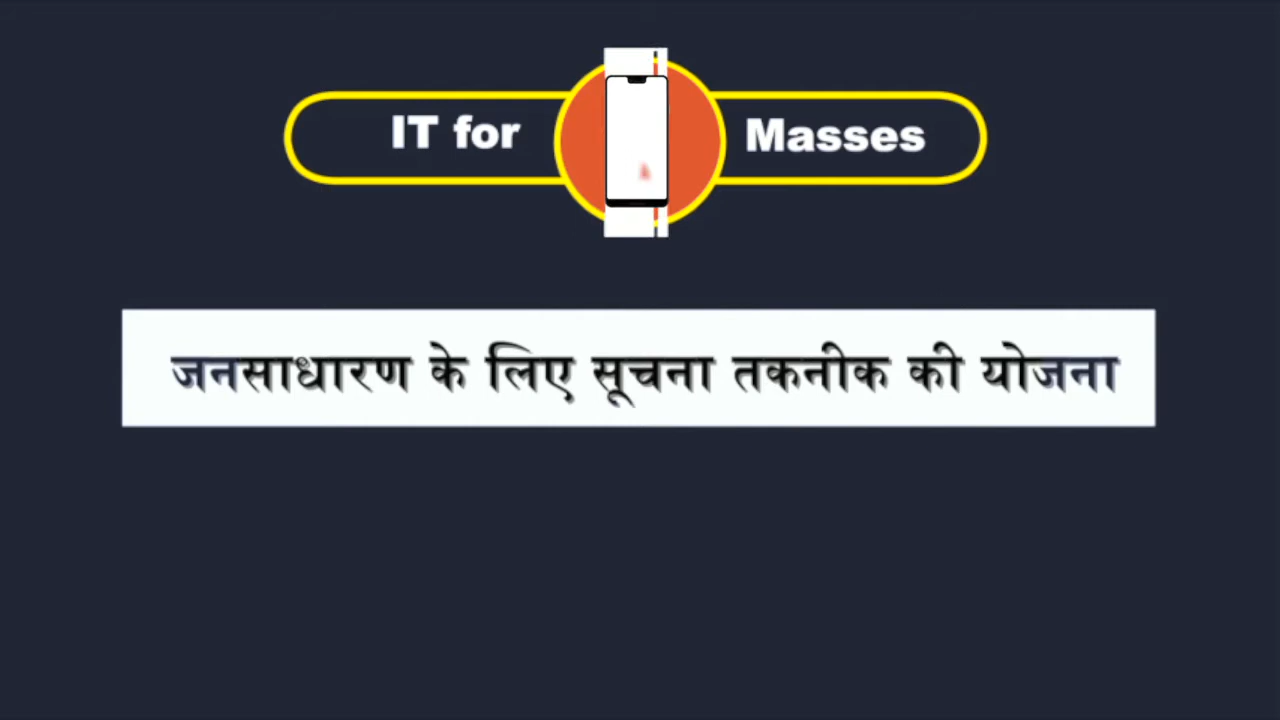 IT for Masses
जनसाधारण के लिए सूचना तकनीक की योजना